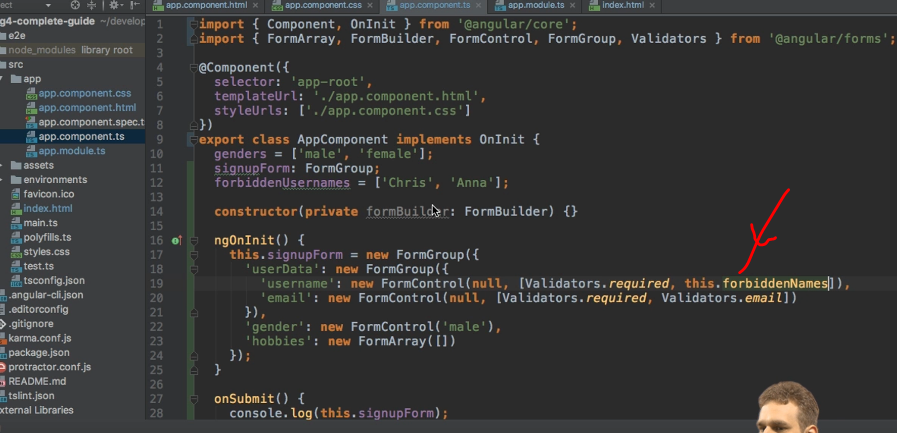 ect
app.component.html
app.component.css
app.component.ts
app.module.ts
index.html
g4-complete-guide ~/develop
e2e
node_modules library root
src
app
app.component.css
app.component.html
app.component.spec.t
app.component.ts
app.module.ts
assets
environments
favicon.ico
index.html
main.ts
polyfills.ts
styles.css
test.ts
tsconfig.json
.angular-cli.json
.editorconfig
.gitignore
karma.conf.js
package.json
protractor.conf.js
README.md
tslint.json
xternal Libraries
1 import { Component, OnInit } from '@angular/core';
2 import { FormArray, FormBuilder, FormControl, FormGroup, Validators } from '@angular/forms';
3
4 @Component({
5 selector: 'app-root',
6 templateUrl: './app.component.html',
7 styleUrls: ['./app.component.css']
8 })
9 export class AppComponent implements OnInit {
10 genders = ['male', 'female'];
11 signupForm: FormGroup;
12 forbiddenUsernames = ['Chris', 'Anna'];
13
14 constructor(private formBuilder: FormBuilder) {}
15
16 ngOnInit() {
17 this.signupForm = new FormGroup({
18 'userData': new FormGroup({
19 'username': new FormControl(null, [Validators.required, this.forbiddenNames]),
20 'email': new FormControl(null, [Validators.required, Validators.email])
21 }),
22 'gender': new FormControl('male'),
23 'hobbies': new FormArray([])
24 });
25 }
26
27 onSubmit() {
28 console.log(this.signupForm);